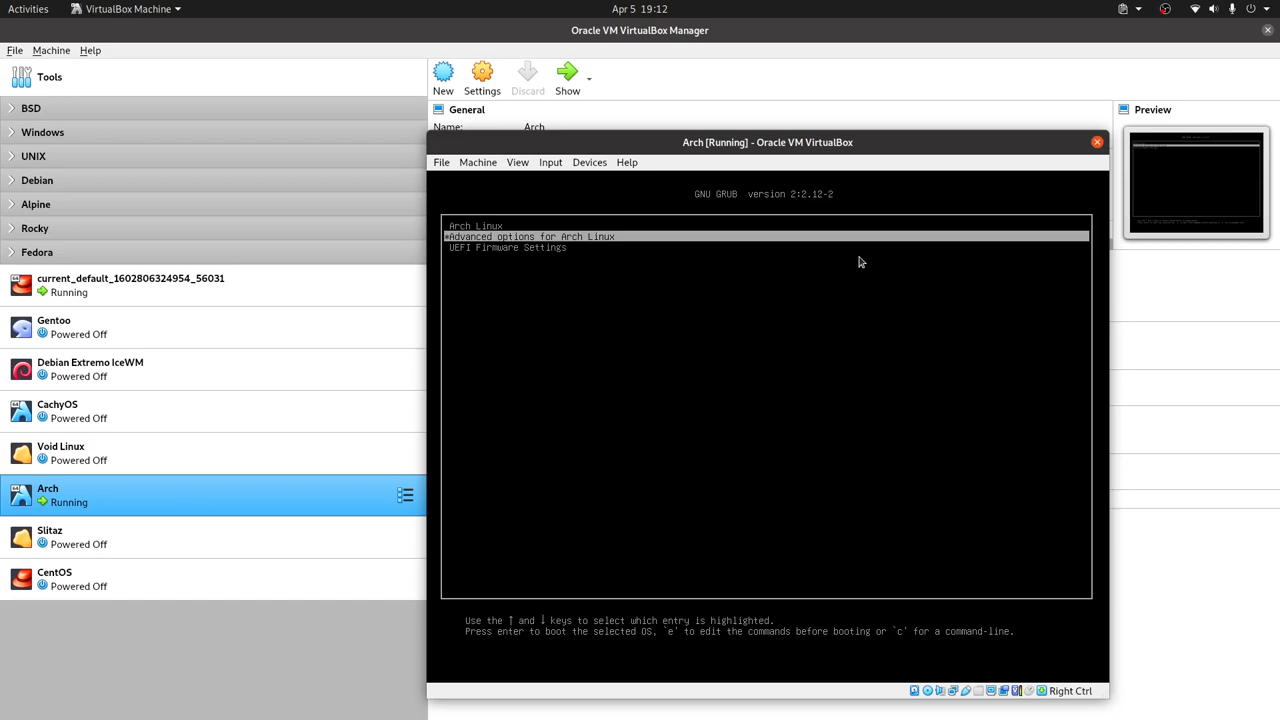 Activities
VirtualBox Machine
Apr 5 19:12
Oracle VM VirtualBox Manager
File Machine Help
Tools
New Settings Discard Show
BSD
Windows
UNIX
Debian
Alpine
Rocky
Fedora
current_default_1602806324954_56031
Running
Gentoo
Powered Off
Debian Extremo IceWM
Powered Off
CachyOS
Powered Off
Void Linux
Powered Off
Arch
Running
Slitaz
Powered Off
CentOS
Powered Off
General
Name: Arch
Preview
Arch [Running] - Oracle VM VirtualBox
File Machine View Input Devices Help
GNU GRUB version 2:2.12-2
Arch Linux
*Advanced options for Arch Linux
UEFI Firmware Settings
Use the ↑ and ↓ keys to select which entry is highlighted.
Press enter to boot the selected OS, `e' to edit the commands before booting or `c' for a command-line.
Right Ctrl